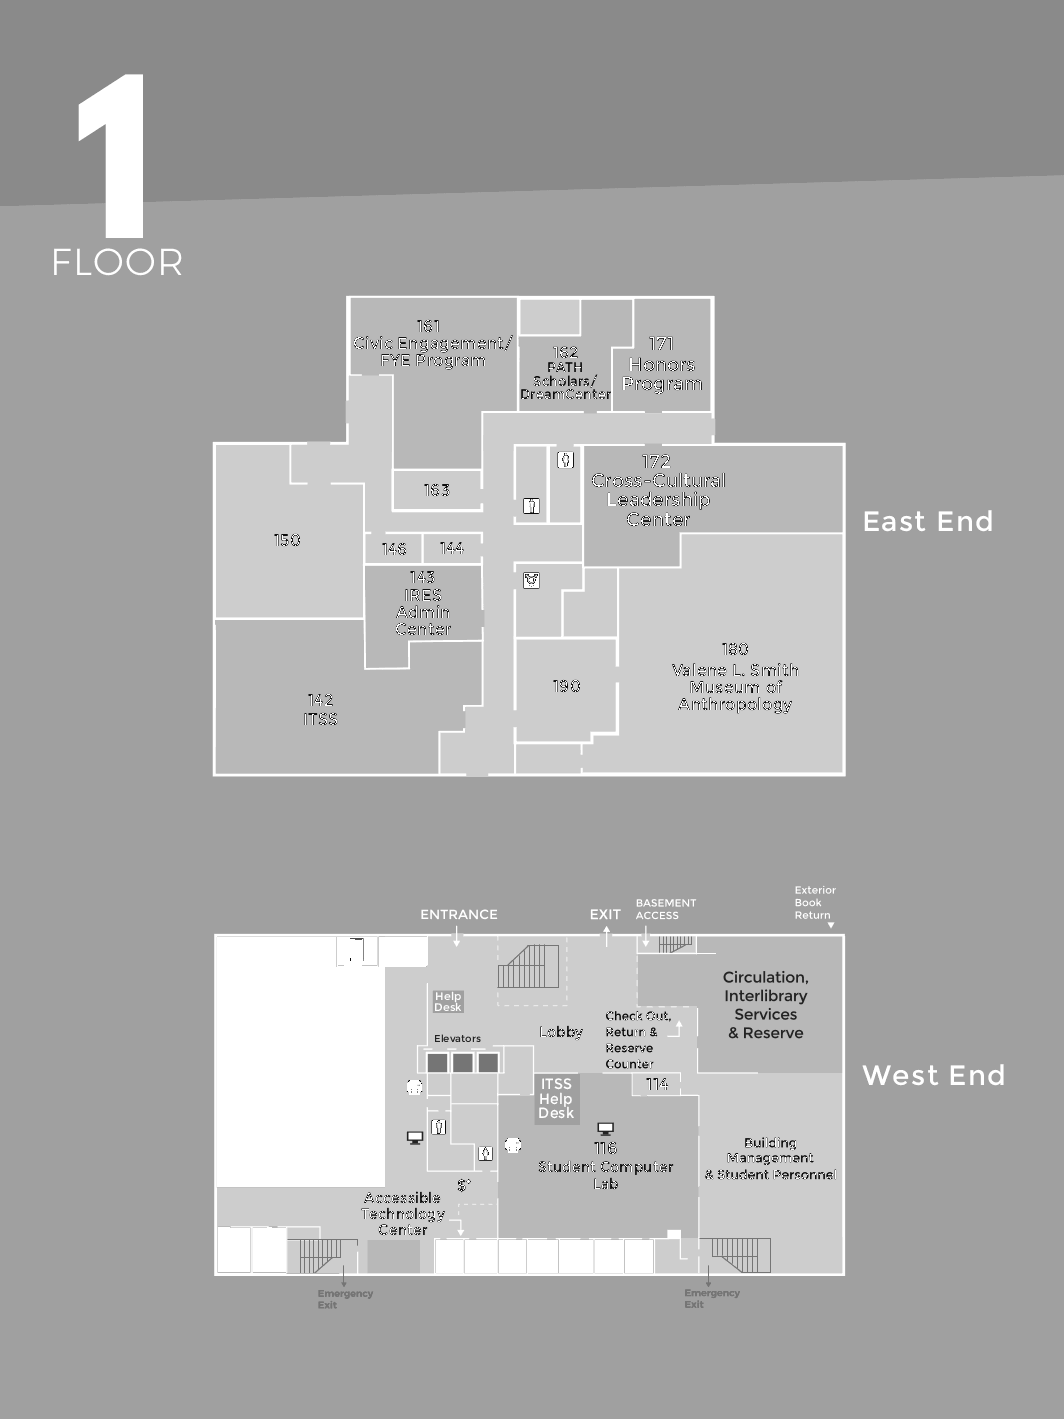 1
FLOOR
161
Civic Engagement/
FYE Program
162
PATH
Scholars/
DreamCenter
171
Honors
Program
172
Cross-Cultural
Leadership
Center
163
150
146
144
143
IRES
Admin
Center
East End
142
ITSS
190
180
Valene L. Smith
Museum of
Anthropology
Exterior
Book
Return
ENTRANCE
EXIT
BASEMENT
ACCESS
Help
Desk
Elevators
Lobby
Check Out,
Return &
Reserve
Counter
Circulation,
Interlibrary
Services
& Reserve
West End
ITSS
Help
Desk
114
116
Student Computer
Lab
Building
Management
& Student Personnel
Accessible
Technology
Center
Emergency
Exit
Emergency
Exit